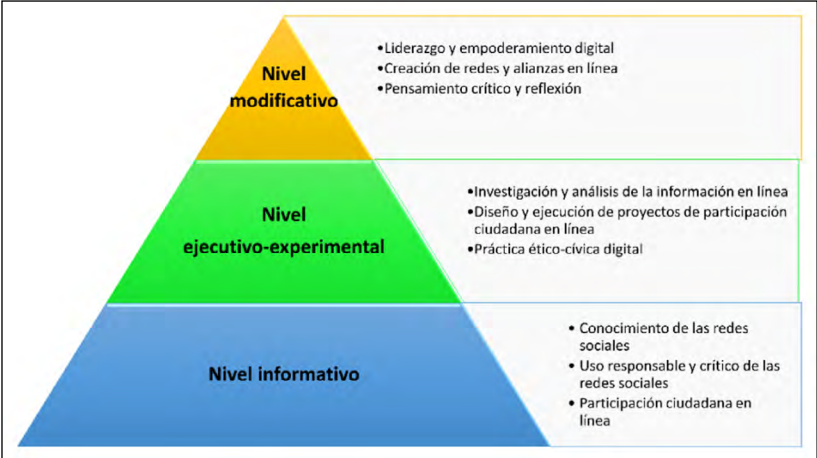 Nivel
modificativo
•Liderazgo y empoderamiento digital
•Creación de redes y alianzas en línea
•Pensamiento crítico y reflexión
Nivel
ejecutivo-experimental
•Investigación y análisis de la información en línea
•Diseño y ejecución de proyectos de participación
ciudadana en línea
•Práctica ético-cívica digital
Nivel informativo
• Conocimiento de las redes
sociales
• Uso responsable y crítico de las
redes sociales
• Participación ciudadana en
línea